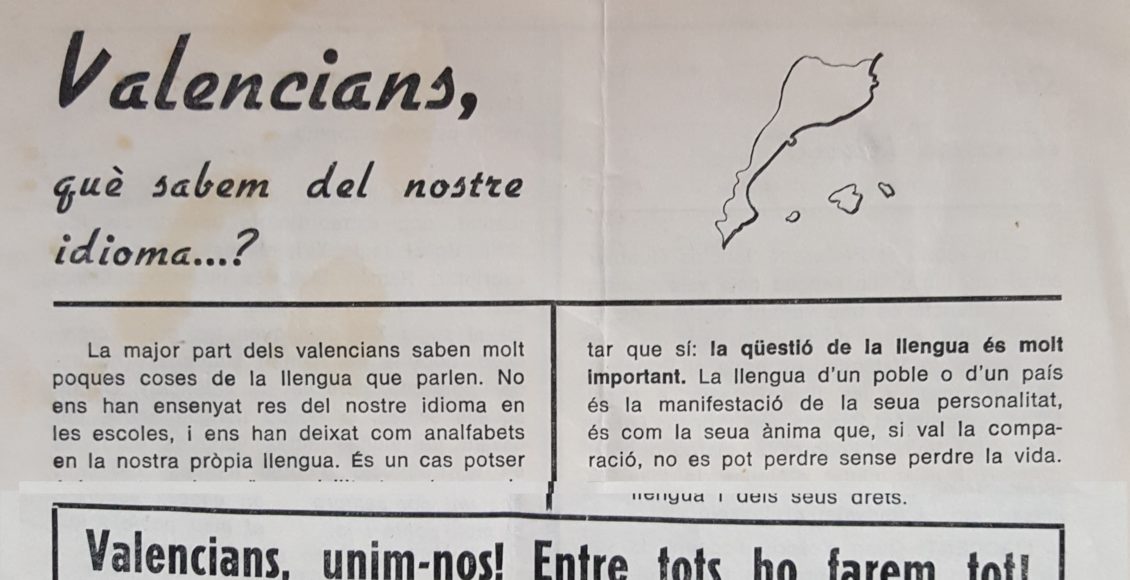 Valencians,
què sabem del nostre
idioma...?
La major part dels valencians saben molt
poques coses de la llengua que parlen. No
ens han ensenyat res del nostre idioma en
les escoles, i ens han deixat com analfabets
en la nostra pròpia llengua. És un cas potser
tar que sí: la qüestió de la llengua és molt
important. La llengua d'un poble o d'un país
és la manifestació de la seua personalitat,
és com la seua ànima que, si val la compa-
ració, no es pot perdre sense perdre la vida.
llengua i dels seus drets.
Valencians, unim-nos! Entre tots ho farem tot!